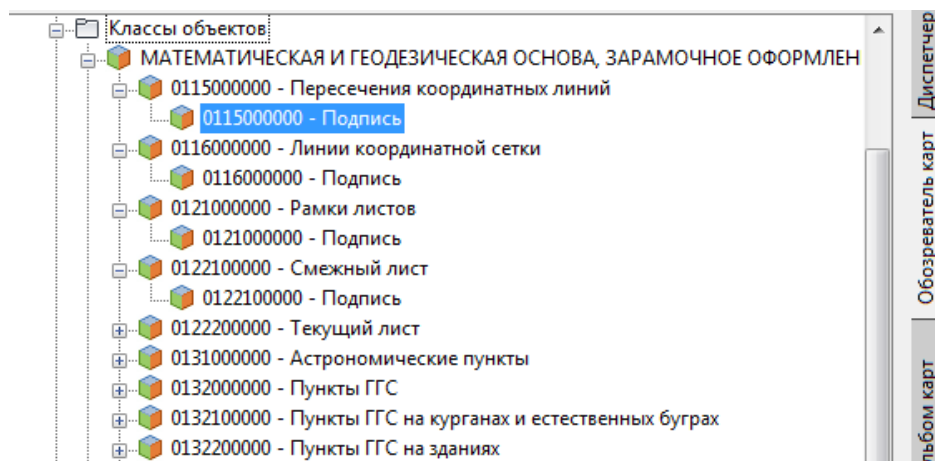 Классы объектов
МАТЕМАТИЧЕСКАЯ И ГЕОДЕЗИЧЕСКАЯ ОСНОВА, ЗАРАМОЧНОЕ ОФОРМЛЕН
0115000000 - Пересечения координатных линий
0115000000 - Подпись
0116000000 - Линии координатной сетки
0116000000 - Подпись
0121000000 - Рамки листов
0121000000 - Подпись
0122100000 - Смежный лист
0122100000 - Подпись
0122200000 - Текущий лист
0131000000 - Астрономические пункты
0132000000 - Пункты ГГС
0132100000 - Пункты ГГС на курганах и естественных буграх
0132200000 - Пункты ГГС на зданиях
Диспетчер
Обозреватель карт
льбом карт